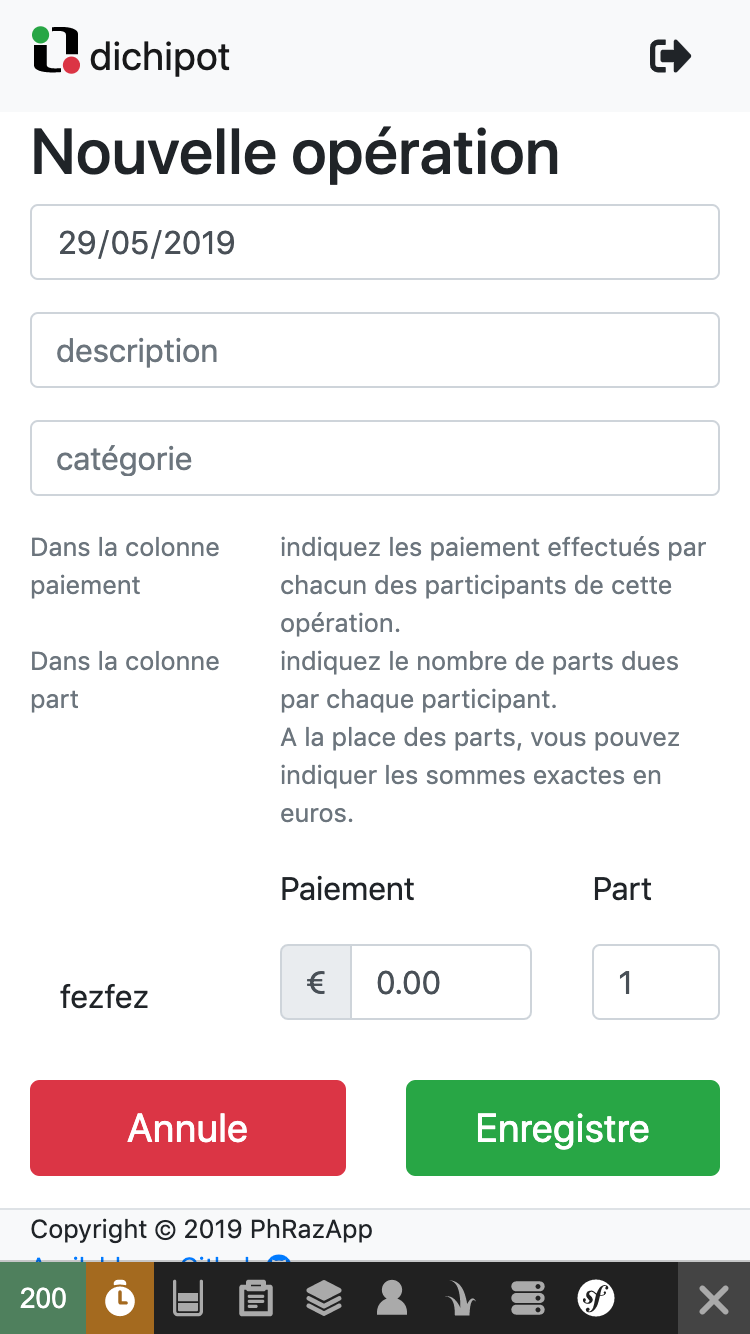 dichipot
Nouvelle opération
29/05/2019
description
catégorie
Dans la colonne
paiement
indiquez les paiement effectués par
chacun des participants de cette
opération.
Dans la colonne
part
indiquez le nombre de parts dues
par chaque participant.
A la place des parts, vous pouvez
indiquer les sommes exactes en
euros.
Paiement Part
fezfez € 0.00 1
Annule Enregistre
Copyright © 2019 PhRazApp
200